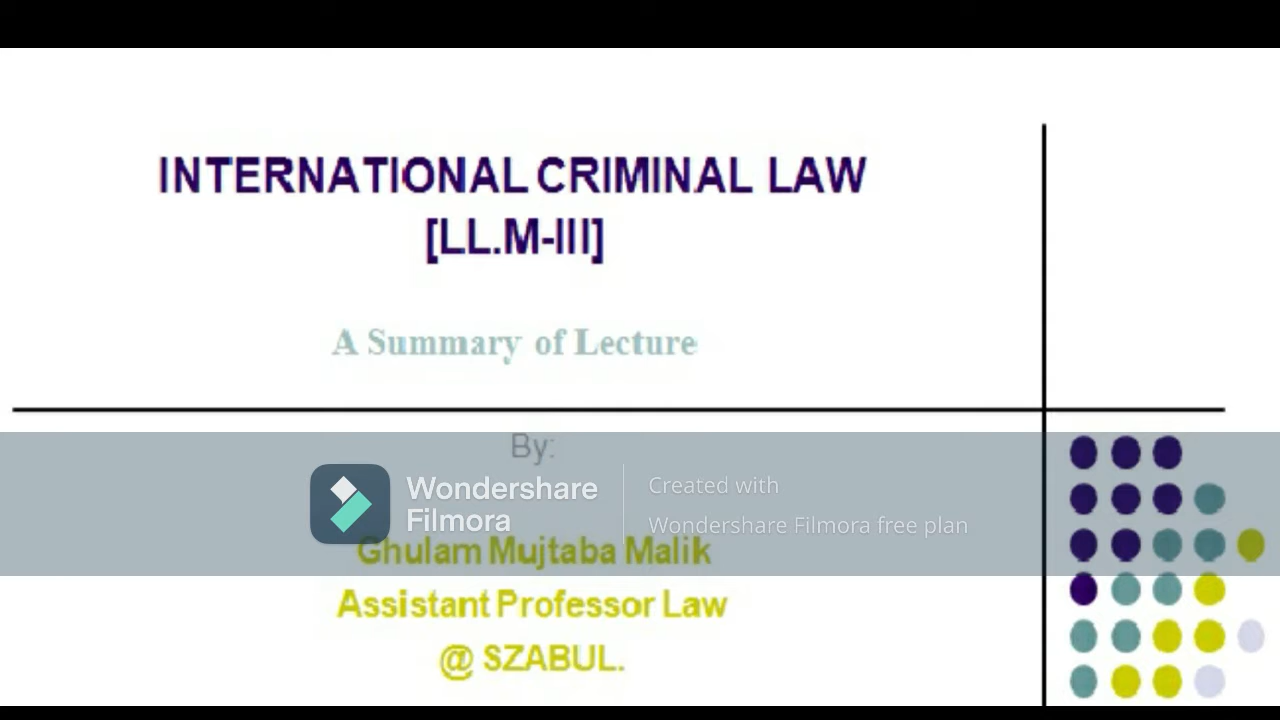 INTERNATIONAL CRIMINAL LAW
[LL.M-III]
A Summary of Lecture
By:
Wondershare
Filmora
Created with
Wondershare Filmora free plan
Ghulam Mujtaba Malik
Assistant Professor Law
@ SZABUL.